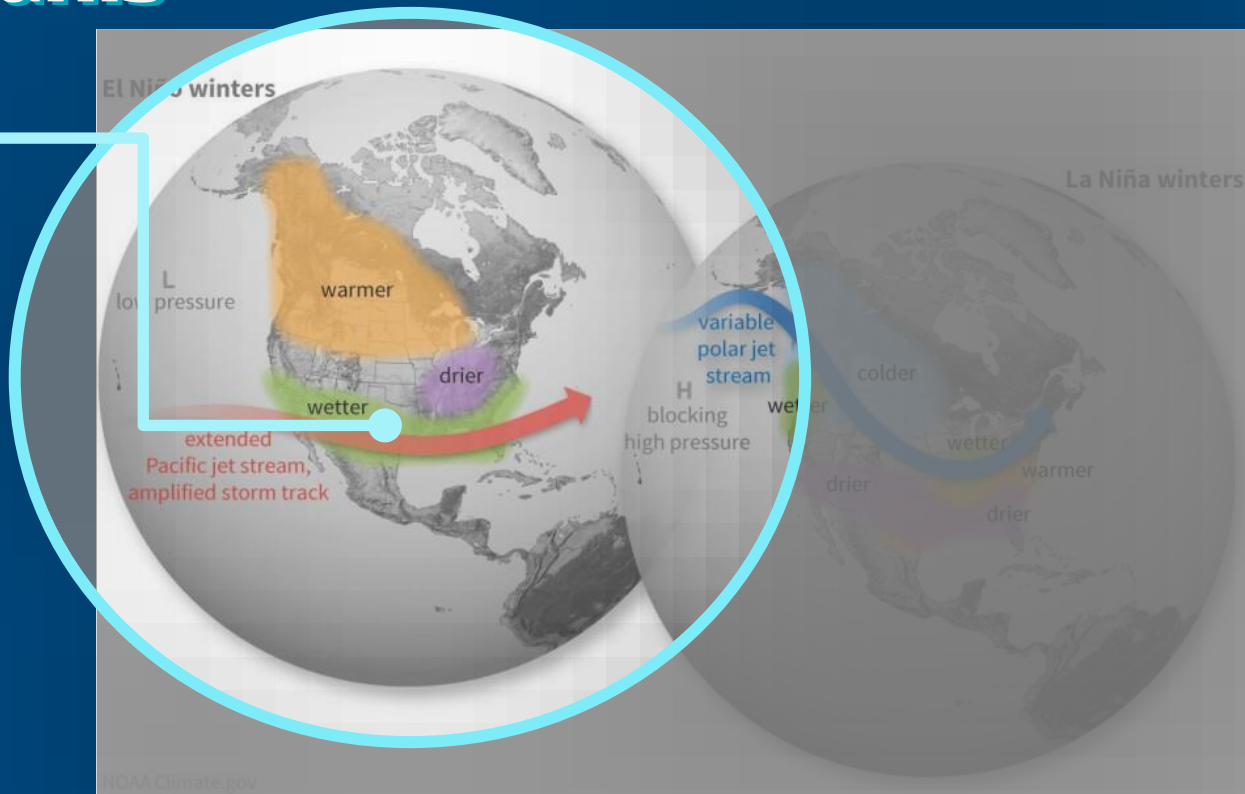 El Niño winters
L
low pressure
warmer
drier
wetter
extended
Pacific jet stream,
amplified storm track
La Niña winters
variable
polar jet
stream
H
blocking
high pressure
wetter
colder
wetter
warmer
drier
drier
NOAA Climate.gov